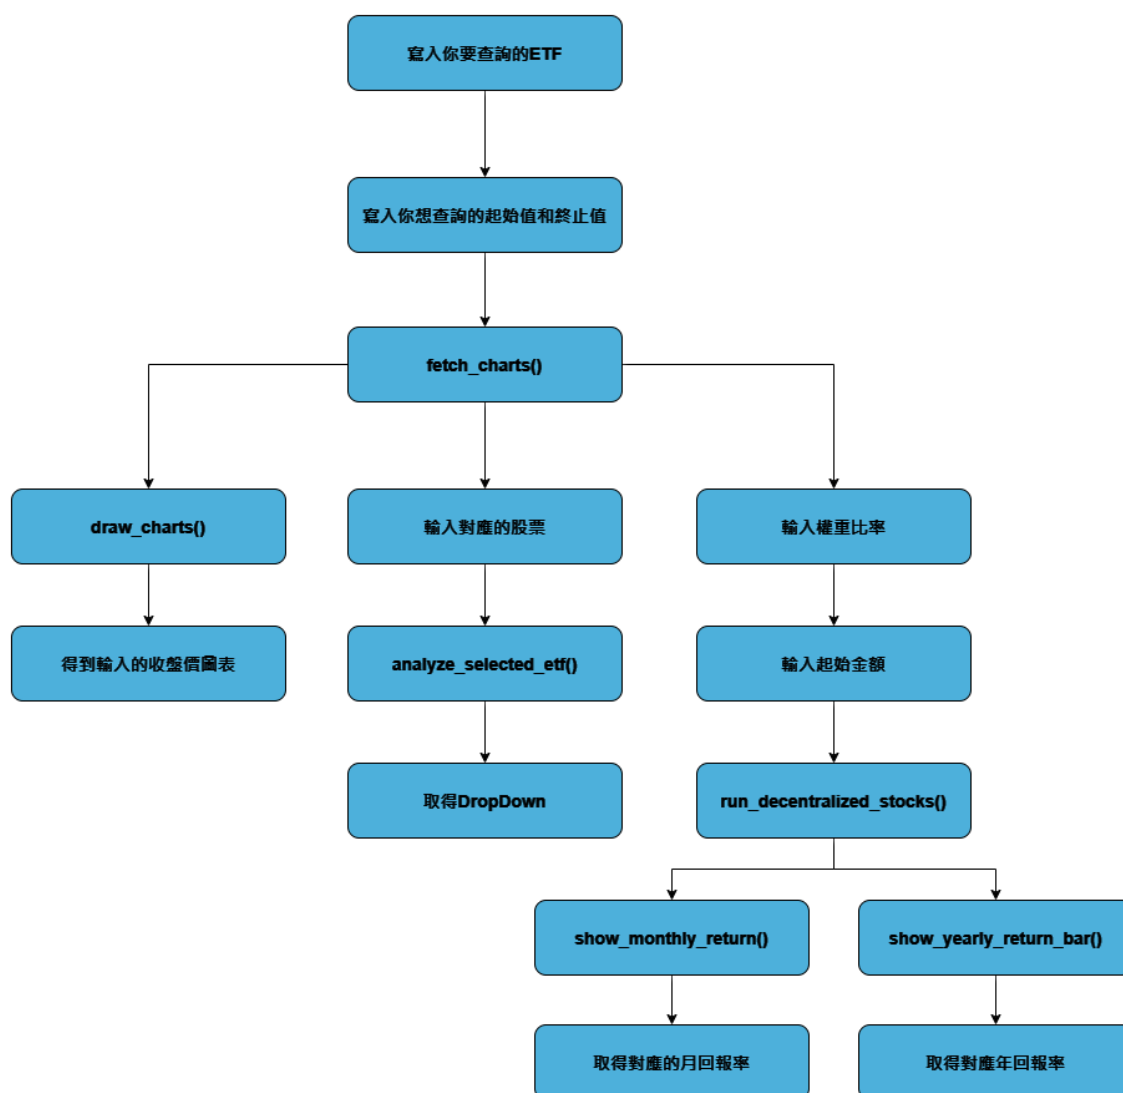 寫入你要查詢的ETF
寫入你想查詢的起始值和終止值
fetch_charts()
draw_charts()
輸入對應的股票
輸入權重比率
得到輸入的收盤價圖表
analyze_selected_etf()
輸入起始金額
取得DropDown
run_decentralized_stocks()
show_monthly_return()
show_yearly_return_bar()
取得對應的月回報率
取得對應年回報率